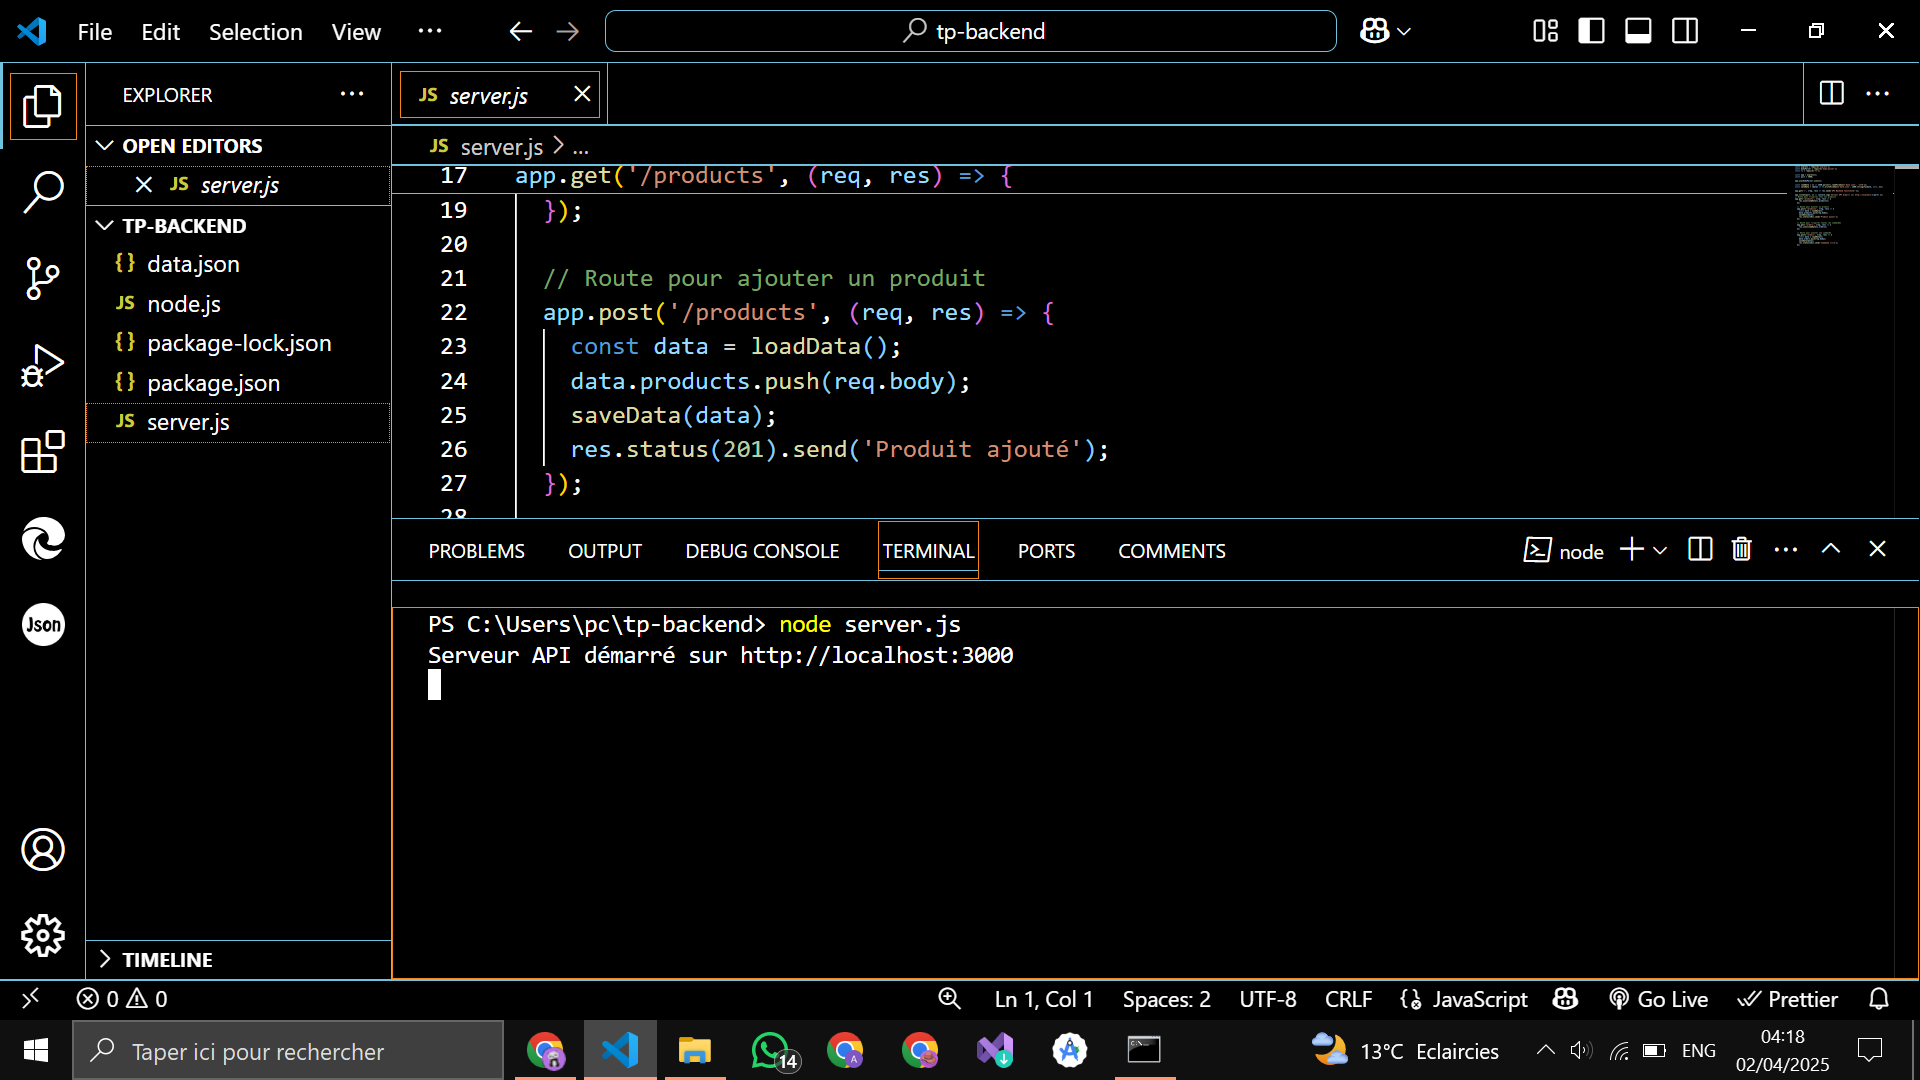 File Edit Selection View ··· tp-backend
EXPLORER ···
OPEN EDITORS
JS server.js
TP-BACKEND
{} data.json
JS node.js
{} package-lock.json
{} package.json
JS server.js
TIMELINE
Json
JS server.js
JS server.js > ...
17 app.get('/products', (req, res) => {
19 });
20
21 // Route pour ajouter un produit
22 app.post('/products', (req, res) => {
23 const data = loadData();
24 data.products.push(req.body);
25 saveData(data);
26 res.status(201).send('Produit ajouté');
27 });
28
PROBLEMS OUTPUT DEBUG CONSOLE TERMINAL PORTS COMMENTS node
PS C:\Users\pc\tp-backend> node server.js
Serveur API démarré sur http://localhost:3000
0 0 Ln 1, Col 1 Spaces: 2 UTF-8 CRLF {} JavaScript Go Live Prettier
Taper ici pour rechercher 14 13°C Eclaircies ENG 04:18
02/04/2025